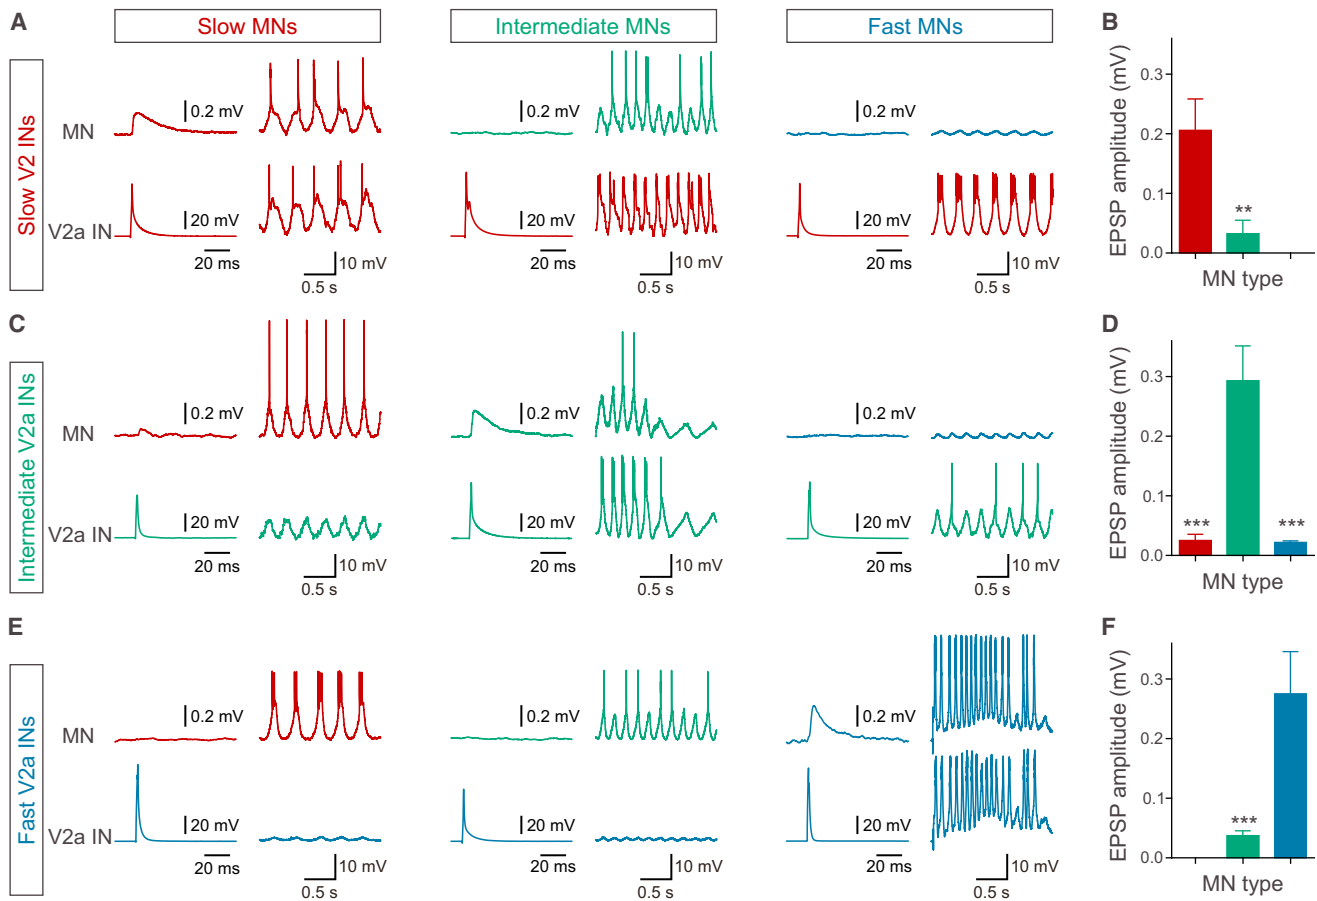 A
Slow MNs
Intermediate MNs
Fast MNs
B
Slow V2 INs
MN
0.2 mV
0.2 mV
0.2 mV
V2a IN
20 mV
20 mV
20 mV
20 ms
10 mV
0.5 s
20 ms
10 mV
0.5 s
20 ms
10 mV
0.5 s
EPSP amplitude (mV)
0.3
0.2
0.1
0.0
**
MN type
C
D
Intermediate V2a INs
MN
0.2 mV
0.2 mV
0.2 mV
V2a IN
20 mV
20 mV
20 mV
20 ms
10 mV
0.5 s
20 ms
10 mV
0.5 s
20 ms
10 mV
0.5 s
EPSP amplitude (mV)
0.3
0.2
0.1
0.0
***
***
MN type
E
F
Fast V2a INs
MN
0.2 mV
0.2 mV
0.2 mV
V2a IN
20 mV
20 mV
20 mV
20 ms
10 mV
0.5 s
20 ms
10 mV
0.5 s
20 ms
10 mV
0.5 s
EPSP amplitude (mV)
0.3
0.2
0.1
0.0
***
MN type